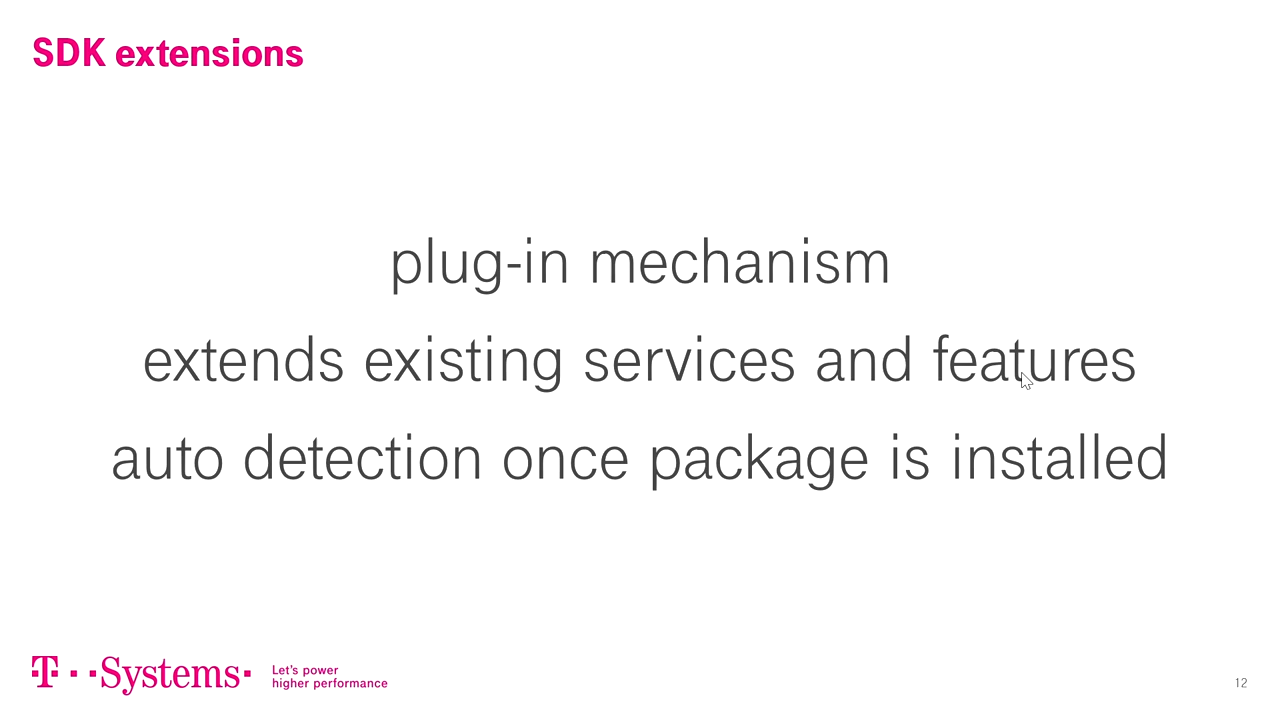 SDK extensions
plug-in mechanism
extends existing services and features
auto detection once package is installed
T··Systems·
Let's power
higher performance
12